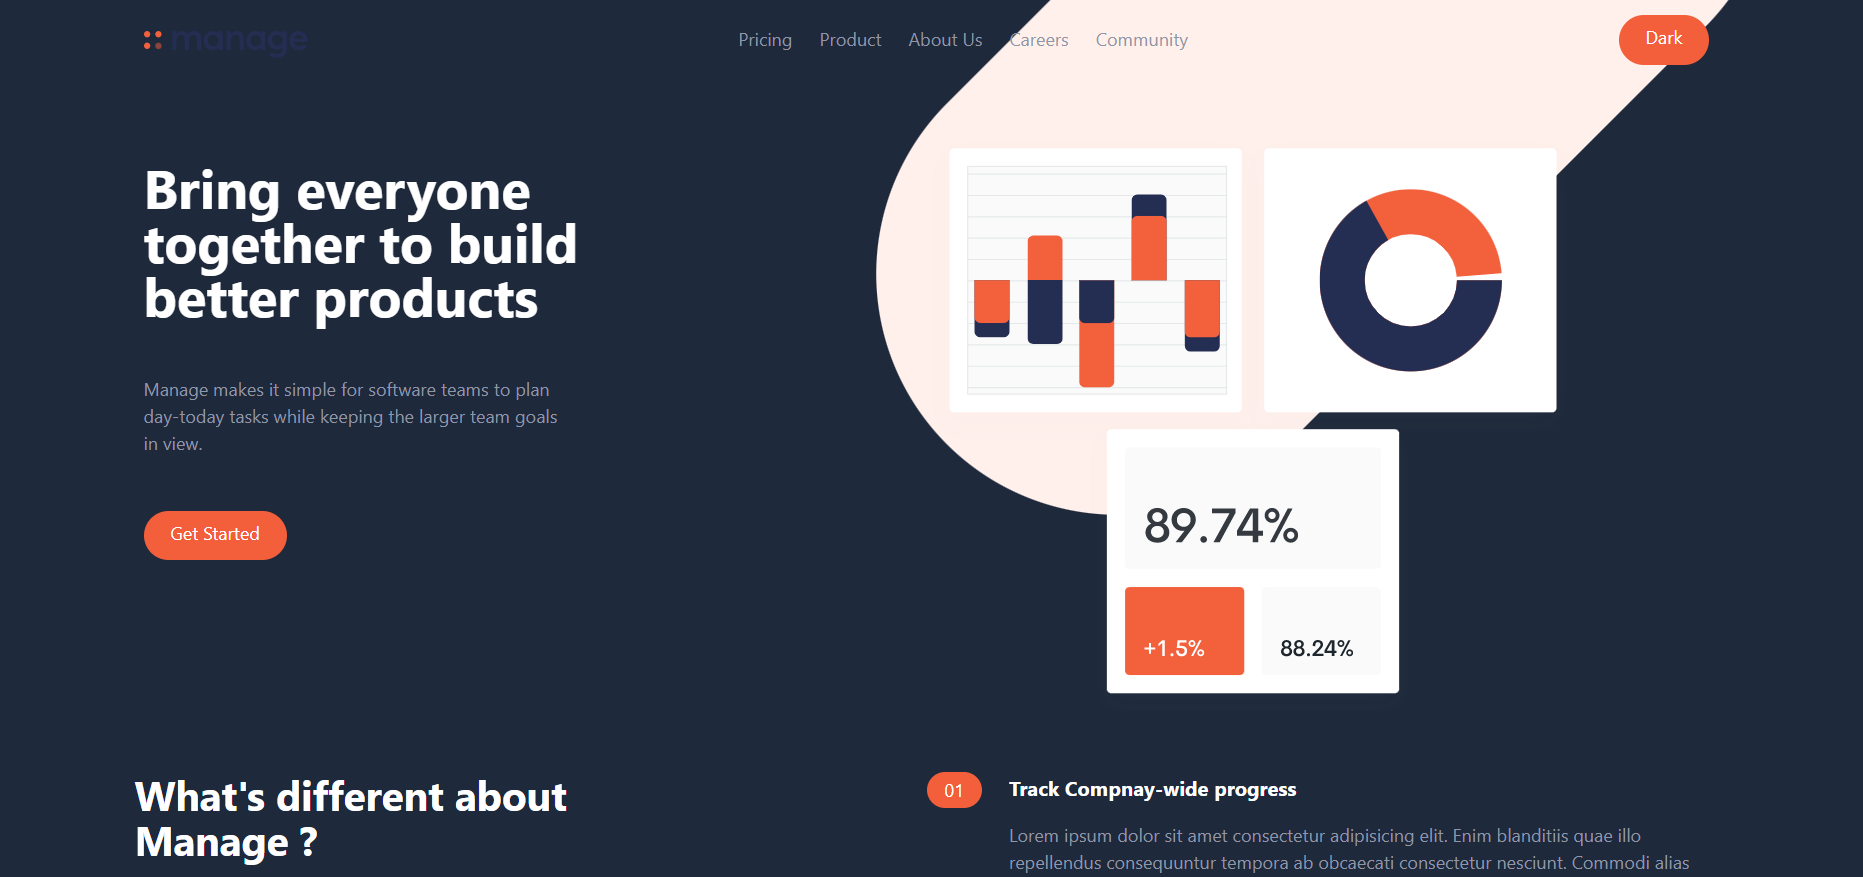 manage
Pricing Product About Us Careers Community
Dark
Bring everyone
together to build
better products
Manage makes it simple for software teams to plan
day-today tasks while keeping the larger team goals
in view.
Get Started
89.74%
+1.5%
88.24%
What's different about
Manage ?
01
Track Compnay-wide progress
Lorem ipsum dolor sit amet consectetur adipisicing elit. Enim blanditiis quae illo
repellendus consequuntur tempora ab obcaecati consectetur nesciunt. Commodi alias